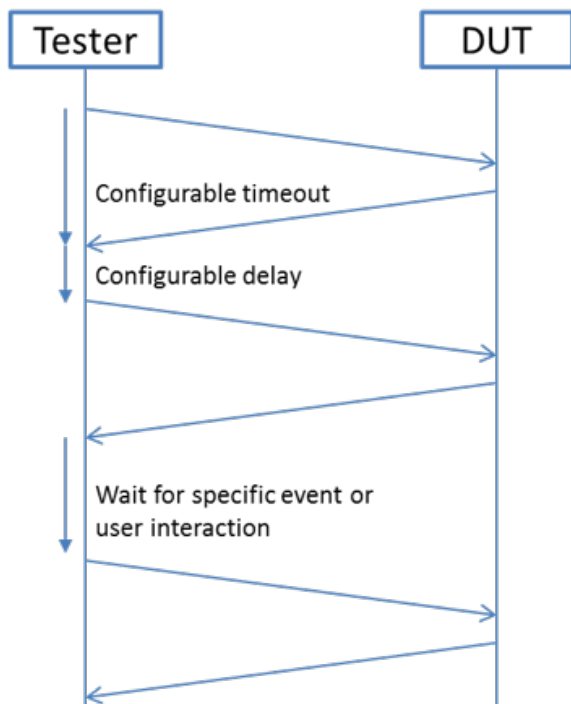 Tester
DUT
Configurable timeout
Configurable delay
Wait for specific event or
user interaction